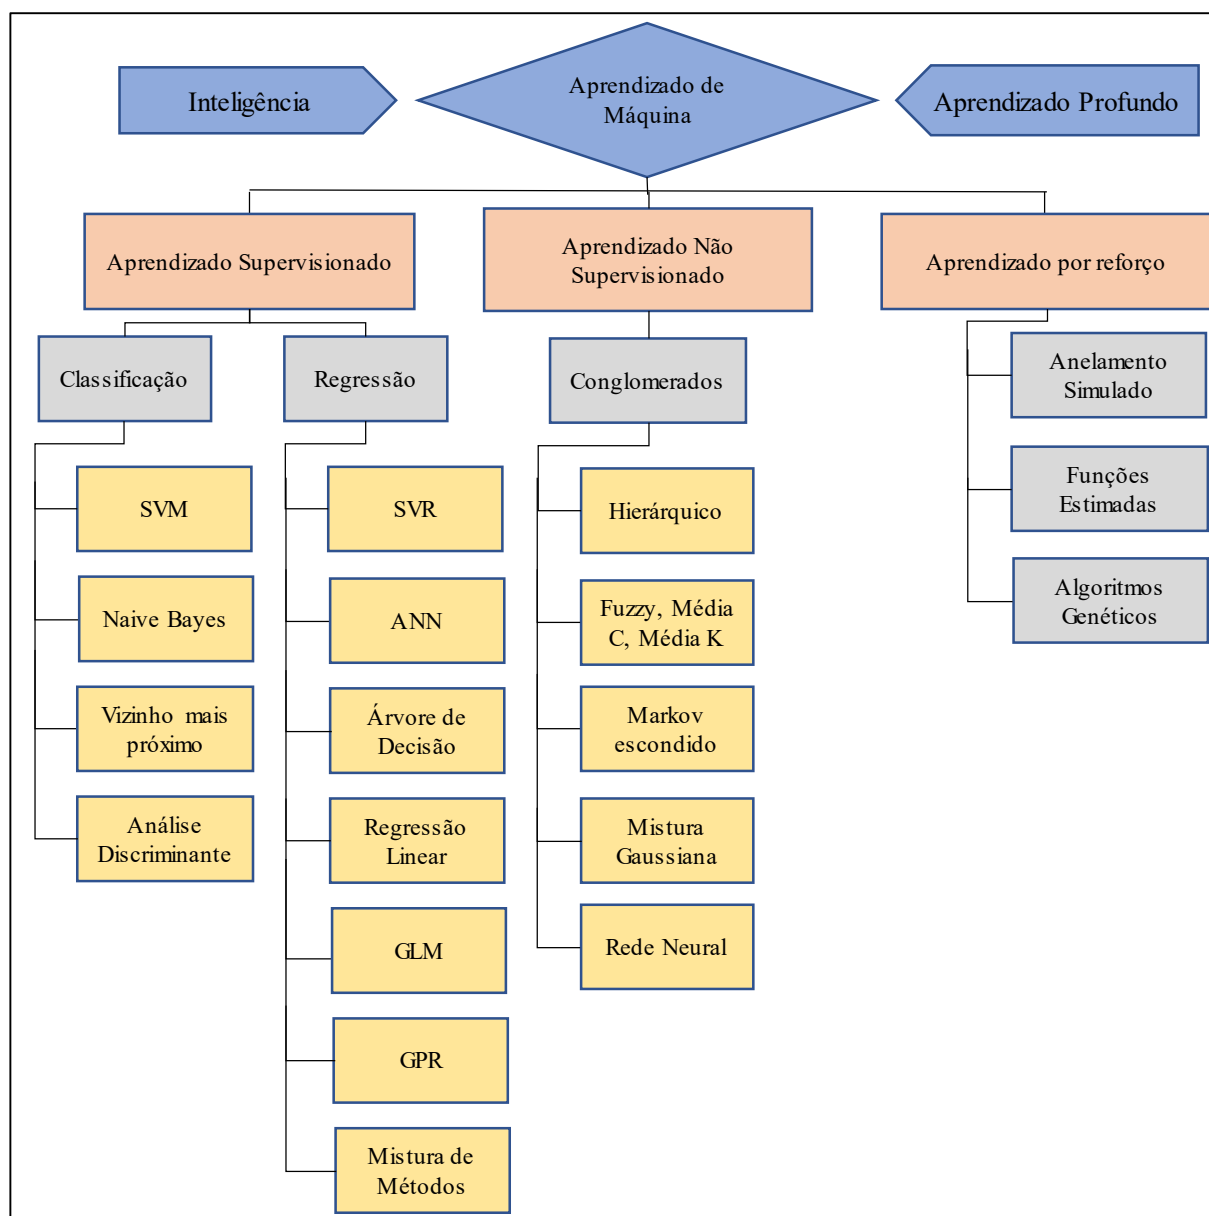 Inteligência
Aprendizado de
Máquina
Aprendizado Profundo
Aprendizado Supervisionado
Aprendizado Não
Supervisionado
Aprendizado por reforço
Classificação
Regressão
Conglomerados
Anelamento
Simulado
Funções
Estimadas
Algoritmos
Genéticos
SVM
Naive Bayes
Vizinho mais
próximo
Análise
Discriminante
SVR
ANN
Árvore de
Decisão
Regressão
Linear
GLM
GPR
Mistura de
Métodos
Hierárquico
Fuzzy, Média
C, Média K
Markov
escondido
Mistura
Gaussiana
Rede Neural